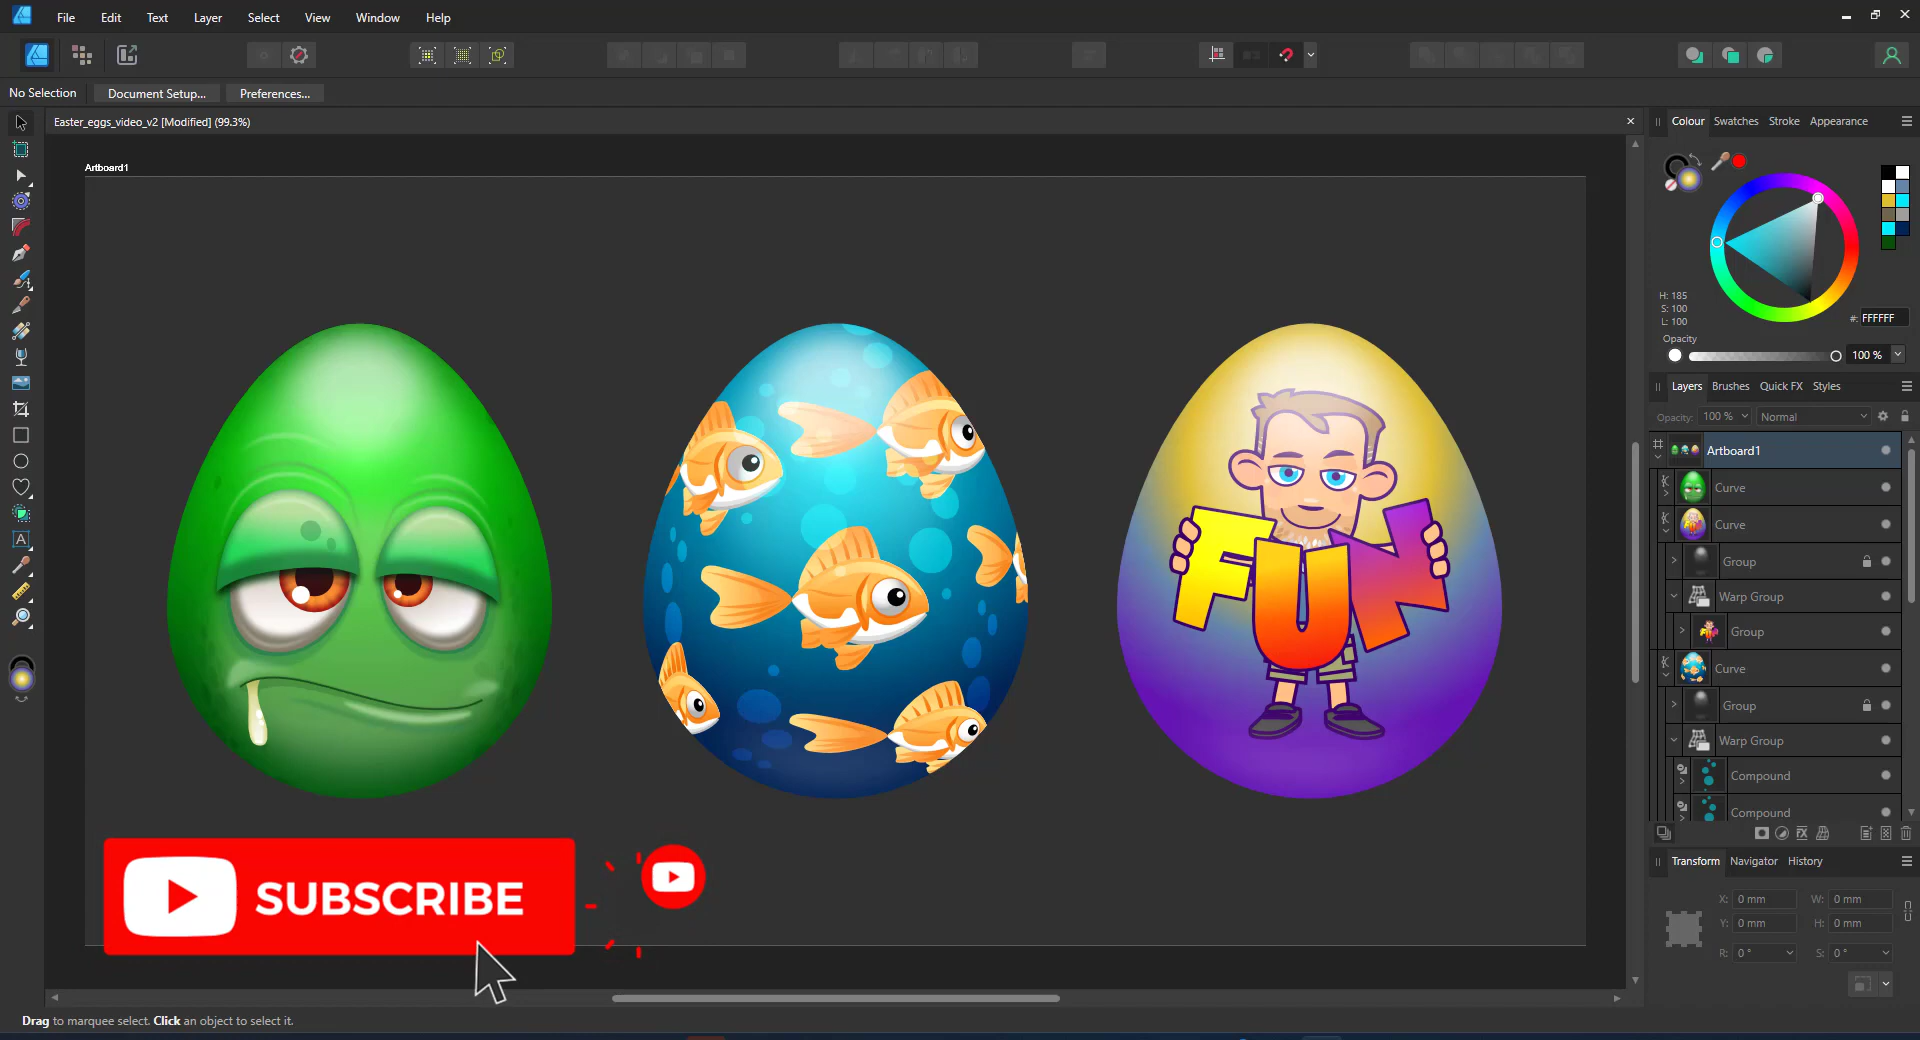 File Edit Text Layer Select View Window Help
No Selection Document Setup... Preferences...
Easter_eggs_video_v2 [Modified] (99.3%)
Artboard1
FUN
SUBSCRIBE
Colour Swatches Stroke Appearance
H: 185
S: 100
L: 100
#: FFFFFF
Opacity
100 %
Layers Brushes Quick FX Styles
Opacity: 100 % Normal
Artboard1
Curve
Curve
Group
Warp Group
Group
Curve
Group
Warp Group
Compound
Compound
Transform Navigator History
X: 0 mm W: 0 mm
Y: 0 mm H: 0 mm
R: 0 ° S: 0 °
Drag to marquee select. Click an object to select it.